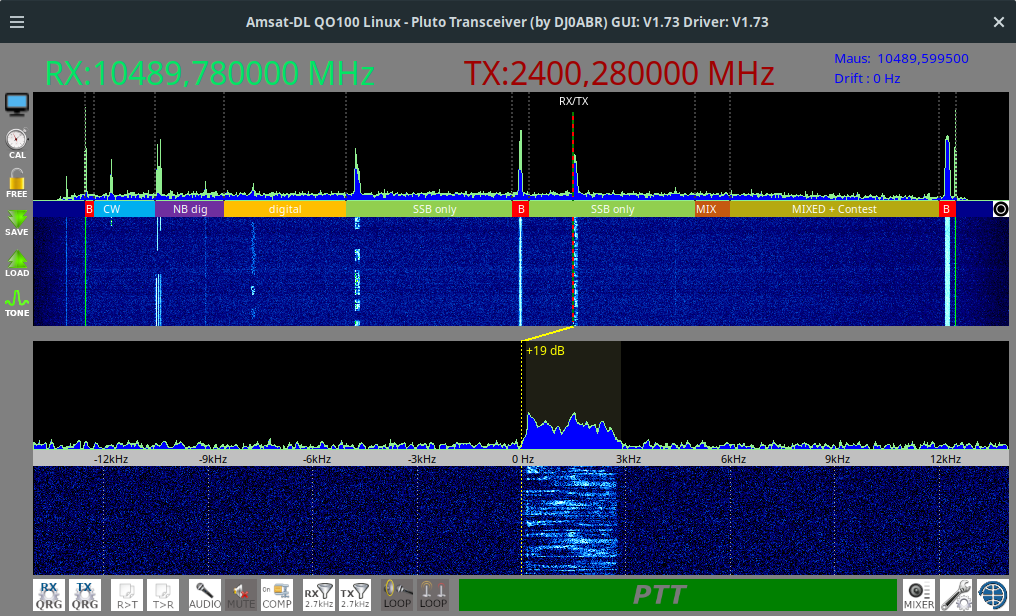 Amsat-DL QO100 Linux - Pluto Transceiver (by DJ0ABR) GUI: V1.73 Driver: V1.73
RX:10489,780000 MHz TX:2400,280000 MHz
Maus: 10489,599500
Drift : 0 Hz
RX/TX
CAL
FREE
SAVE
LOAD
TONE
B CW NB dig digital SSB only B SSB only MIX MIXED + Contest B
+19 dB
-12kHz -9kHz -6kHz -3kHz 0 Hz 3kHz 6kHz 9kHz 12kHz
RX QRG
TX QRG
R>T
T>R
AUDIO
MUTE
On COMP
RX 2.7kHz
TX 2.7kHz
LOOP
LOOP
PTT
MIXER